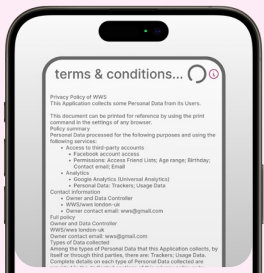 terms & conditions...
Privacy Policy of WWS
This Application collects some Personal Data from its Users.
This document can be printed for reference by using the print
command in the settings of any browser.
Policy summary
Personal Data processed for the following purposes and using the
following services:
• Access to third-party accounts
• Facebook account access
• Permissions: Access Friend Lists; Age range; Birthday;
Contact email; Email
• Analytics
• Google Analytics (Universal Analytics)
• Personal Data: Trackers; Usage Data
Contact information
• Owner and Data Controller
• WWS/wws london-uk
• Owner contact email: wws@gmail.com
Full policy
Owner and Data Controller
WWS/wws london-uk
Owner contact email: wws@gmail.com
Types of Data collected
Among the types of Personal Data that this Application collects, by
itself or through third parties, there are: Trackers; Usage Data.
Complete details on each type of Personal Data collected are